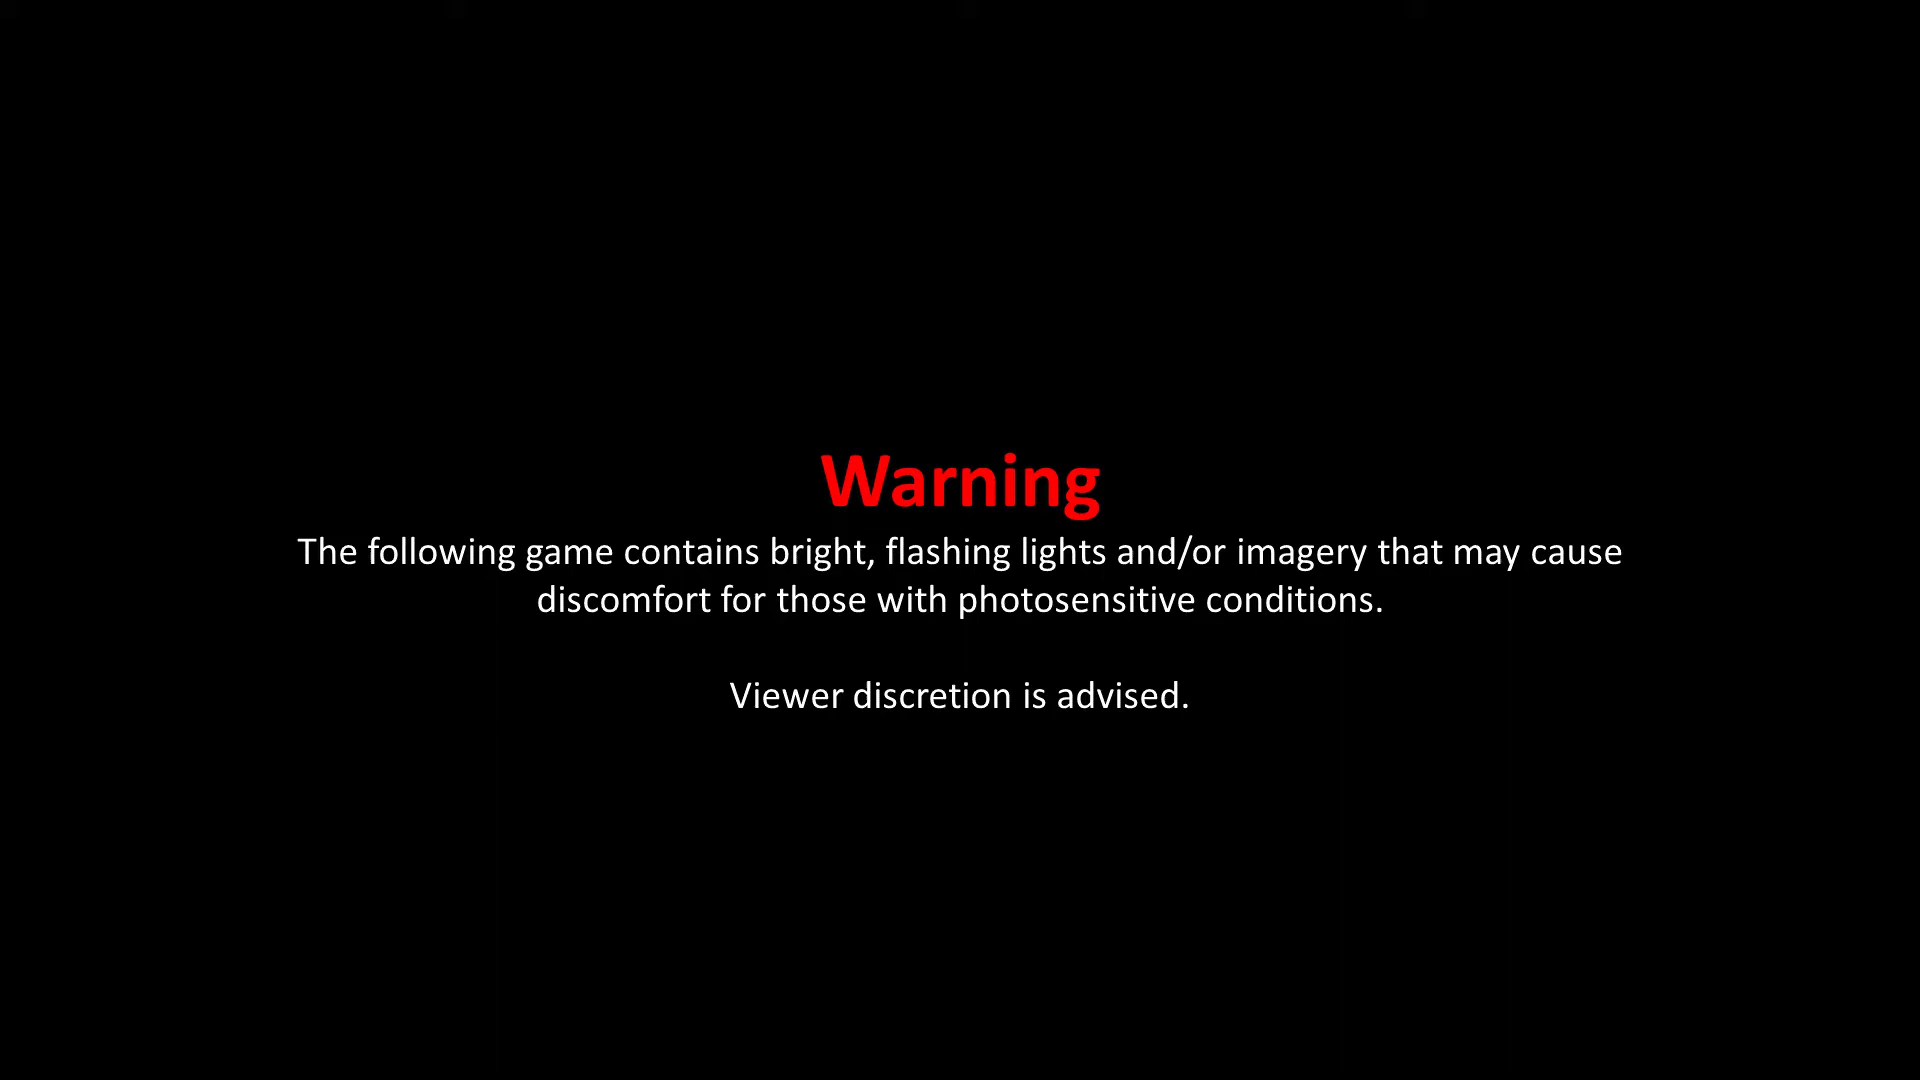 Warning
The following game contains bright, flashing lights and/or imagery that may cause
discomfort for those with photosensitive conditions.
Viewer discretion is advised.